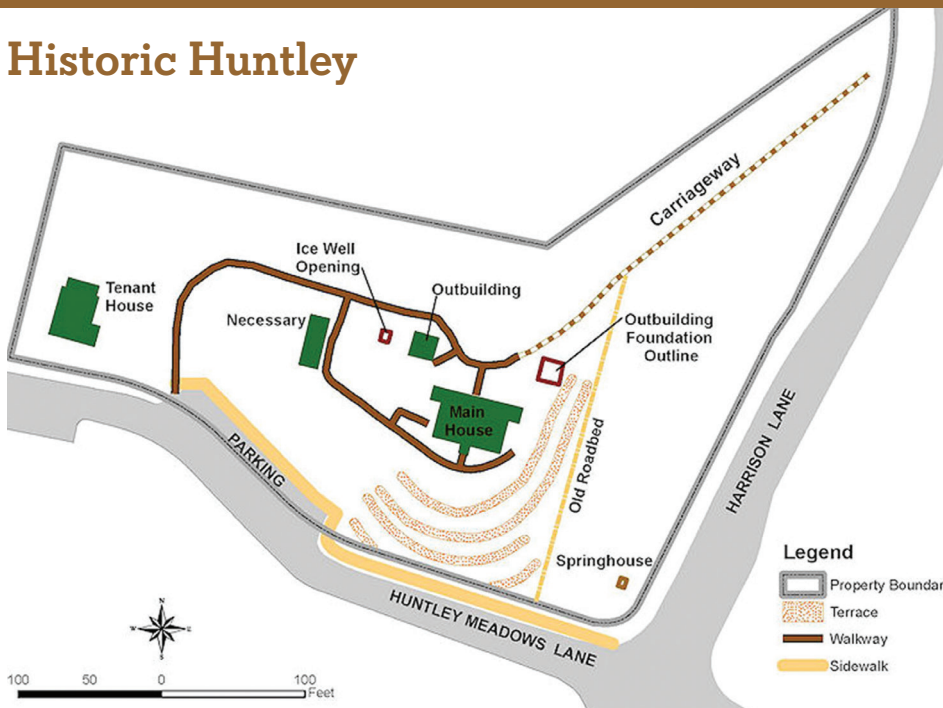 Historic Huntley
Carriageway
Ice Well
Opening
Outbuilding
Tenant
House
Necessary
Outbuilding
Foundation
Outline
Main
House
PARKING
Old Roadbed
HARRISON LANE
Springhouse
HUNTLEY MEADOWS LANE
Legend
Property Boundar
Terrace
Walkway
Sidewalk
N
W
E
S
100 50 0 100
Feet